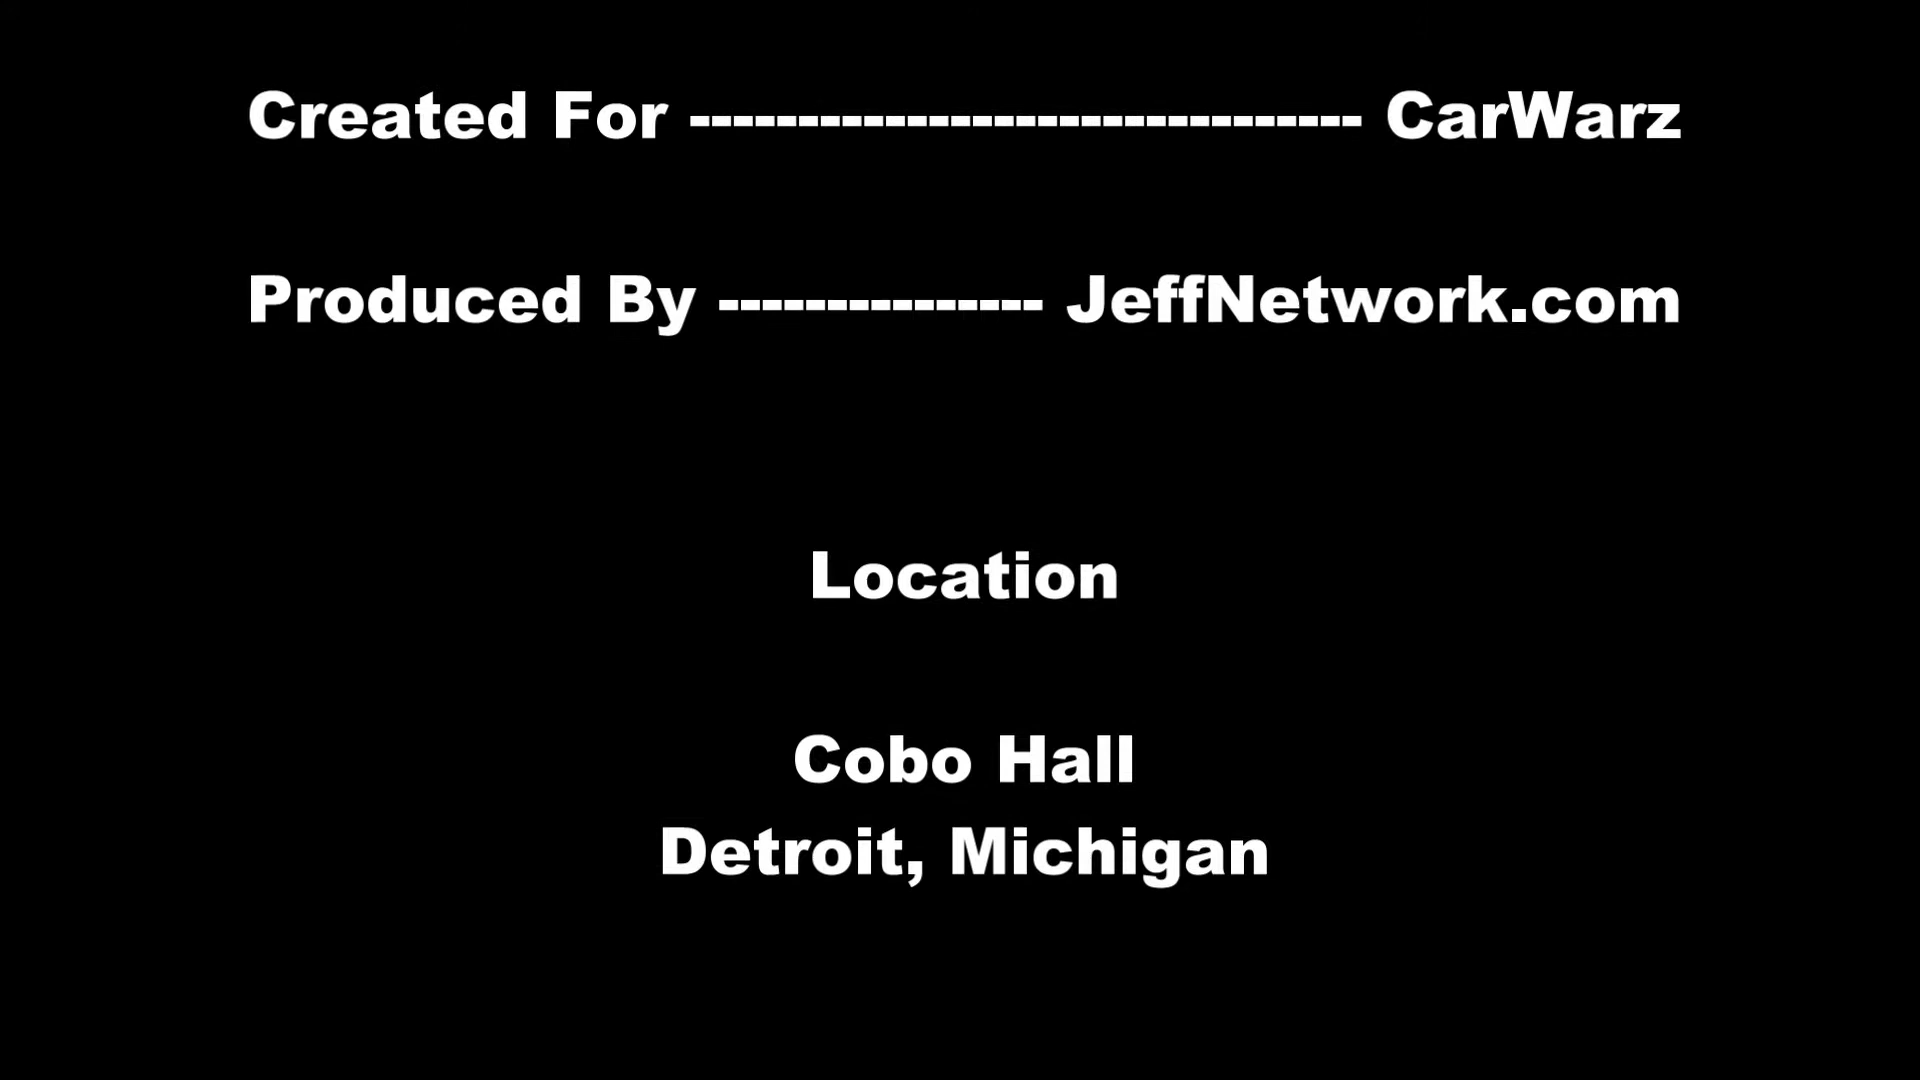 Created For ------------------------------- CarWarz
Produced By --------------- JeffNetwork.com
Location
Cobo Hall
Detroit, Michigan